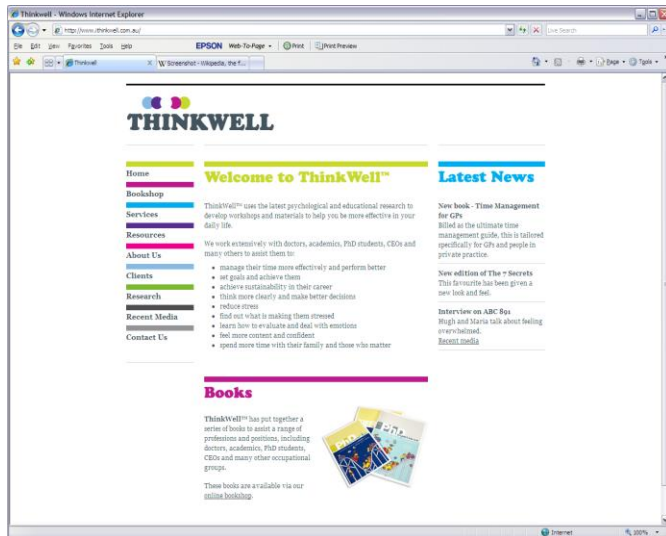 Thinkwell - Windows Internet Explorer
http://www.ithinkwell.com.au/
Live Search
File Edit View Favorites Tools Help
EPSON Web-To-Page Print Print Preview
Thinkwell
Screenshot - Wikipedia, the f...
Page Tools
THINKWELL
Home
Bookshop
Services
Resources
About Us
Clients
Research
Recent Media
Contact Us
Welcome to ThinkWell™
ThinkWell™ uses the latest psychological and educational research to
develop workshops and materials to help you be more effective in your
daily life.
We work extensively with doctors, academics, PhD students, CEOs and
many others to assist them to:
• manage their time more effectively and perform better
• set goals and achieve them
• achieve sustainability in their career
• think more clearly and make better decisions
• reduce stress
• find out what is making them stressed
• learn how to evaluate and deal with emotions
• feel more content and confident
• spend more time with their family and those who matter
Books
ThinkWell™ has put together a
series of books to assist a range of
professions and positions, including
doctors, academics, PhD students,
CEOs and many other occupational
groups.
These books are available via our
online bookshop.
PhD
PhD
Latest News
New book - Time Management
for GPs
Billed as the ultimate time
management guide, this is tailored
specifically for GPs and people in
private practice.
New edition of The 7 Secrets
This favourite has been given a
new look and feel.
Interview on ABC 891
Hugh and Maria talk about feeling
overwhelmed.
Recent media
Internet
100%